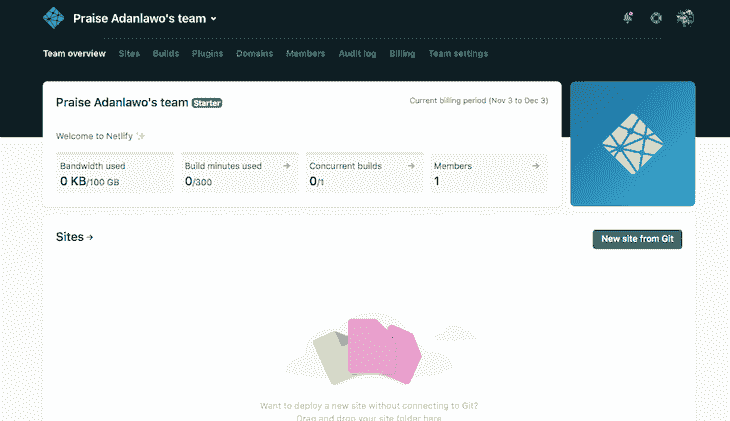 Praise Adanlawo's team
Team overview Sites Builds Plugins Domains Members Audit log Billing Team settings
Praise Adanlawo's team Starter
Current billing period (Nov 3 to Dec 3)
Welcome to Netlify ✨
Bandwidth used
0 KB/100 GB
Build minutes used →
0/300
Concurrent builds →
0/1
Members →
1
Sites →
New site from Git
Want to deploy a new site without connecting to Git?
Drag and drop your site folder here